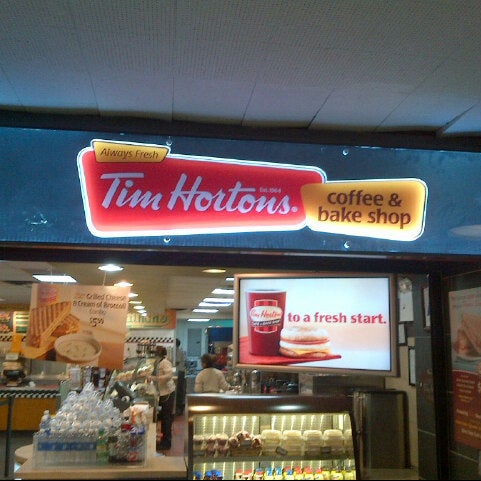 Always Fresh
Tim Hortons®
Est. 1964
coffee &
bake shop
Grilled Cheese
& Cream of Broccoli
Combo
Tim Hortons
to a fresh start.